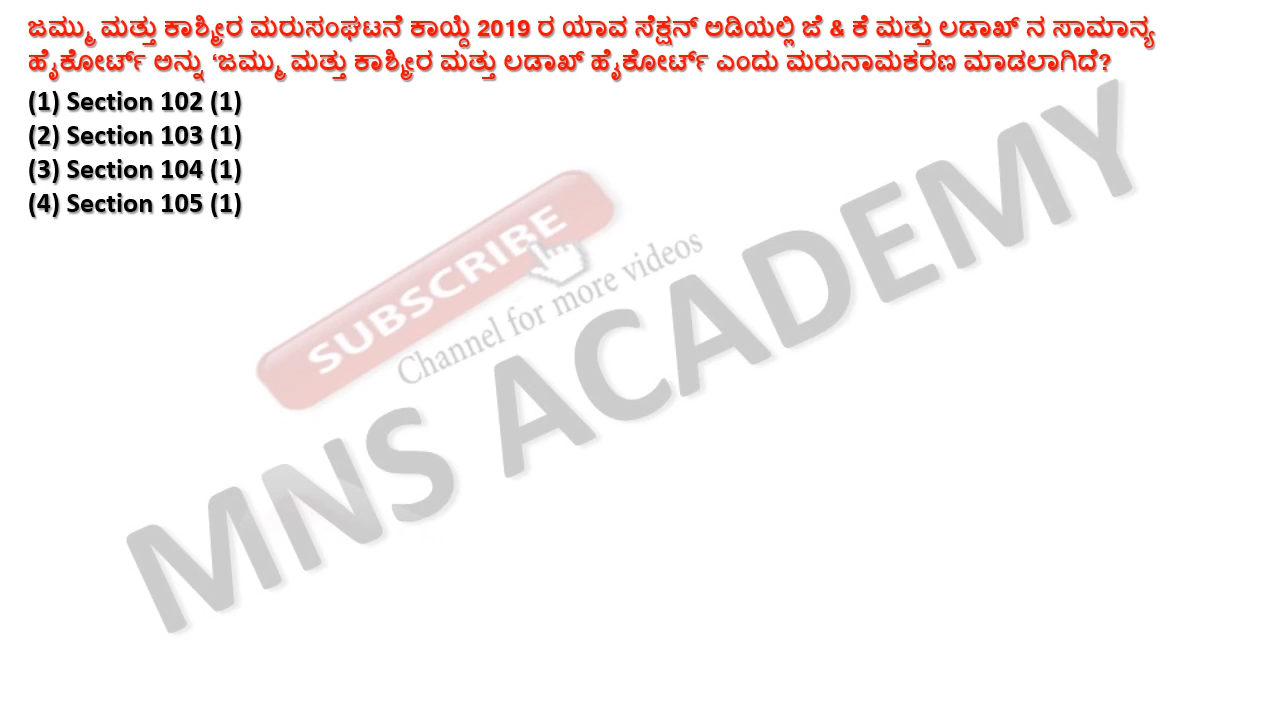 ಜಮ್ಮು ಮತ್ತು ಕಾಶ್ಮೀರ ಮರುಸಂಘಟನೆ ಕಾಯ್ದೆ 2019 ರ ಯಾವ ಸೆಕ್ಷನ್ ಅಡಿಯಲ್ಲಿ ಜೆ & ಕೆ ಮತ್ತು ಲಡಾಖ್ ನ ಸಾಮಾನ್ಯ
ಹೈಕೋರ್ಟ್ ಅನ್ನು ‘ಜಮ್ಮು ಮತ್ತು ಕಾಶ್ಮೀರ ಮತ್ತು ಲಡಾಖ್ ಹೈಕೋರ್ಟ್ ಎಂದು ಮರುನಾಮಕರಣ ಮಾಡಲಾಗಿದೆ?
(1) Section 102 (1)
(2) Section 103 (1)
(3) Section 104 (1)
(4) Section 105 (1)
SUBSCRIBE
Channel for more videos
MNS ACADEMY